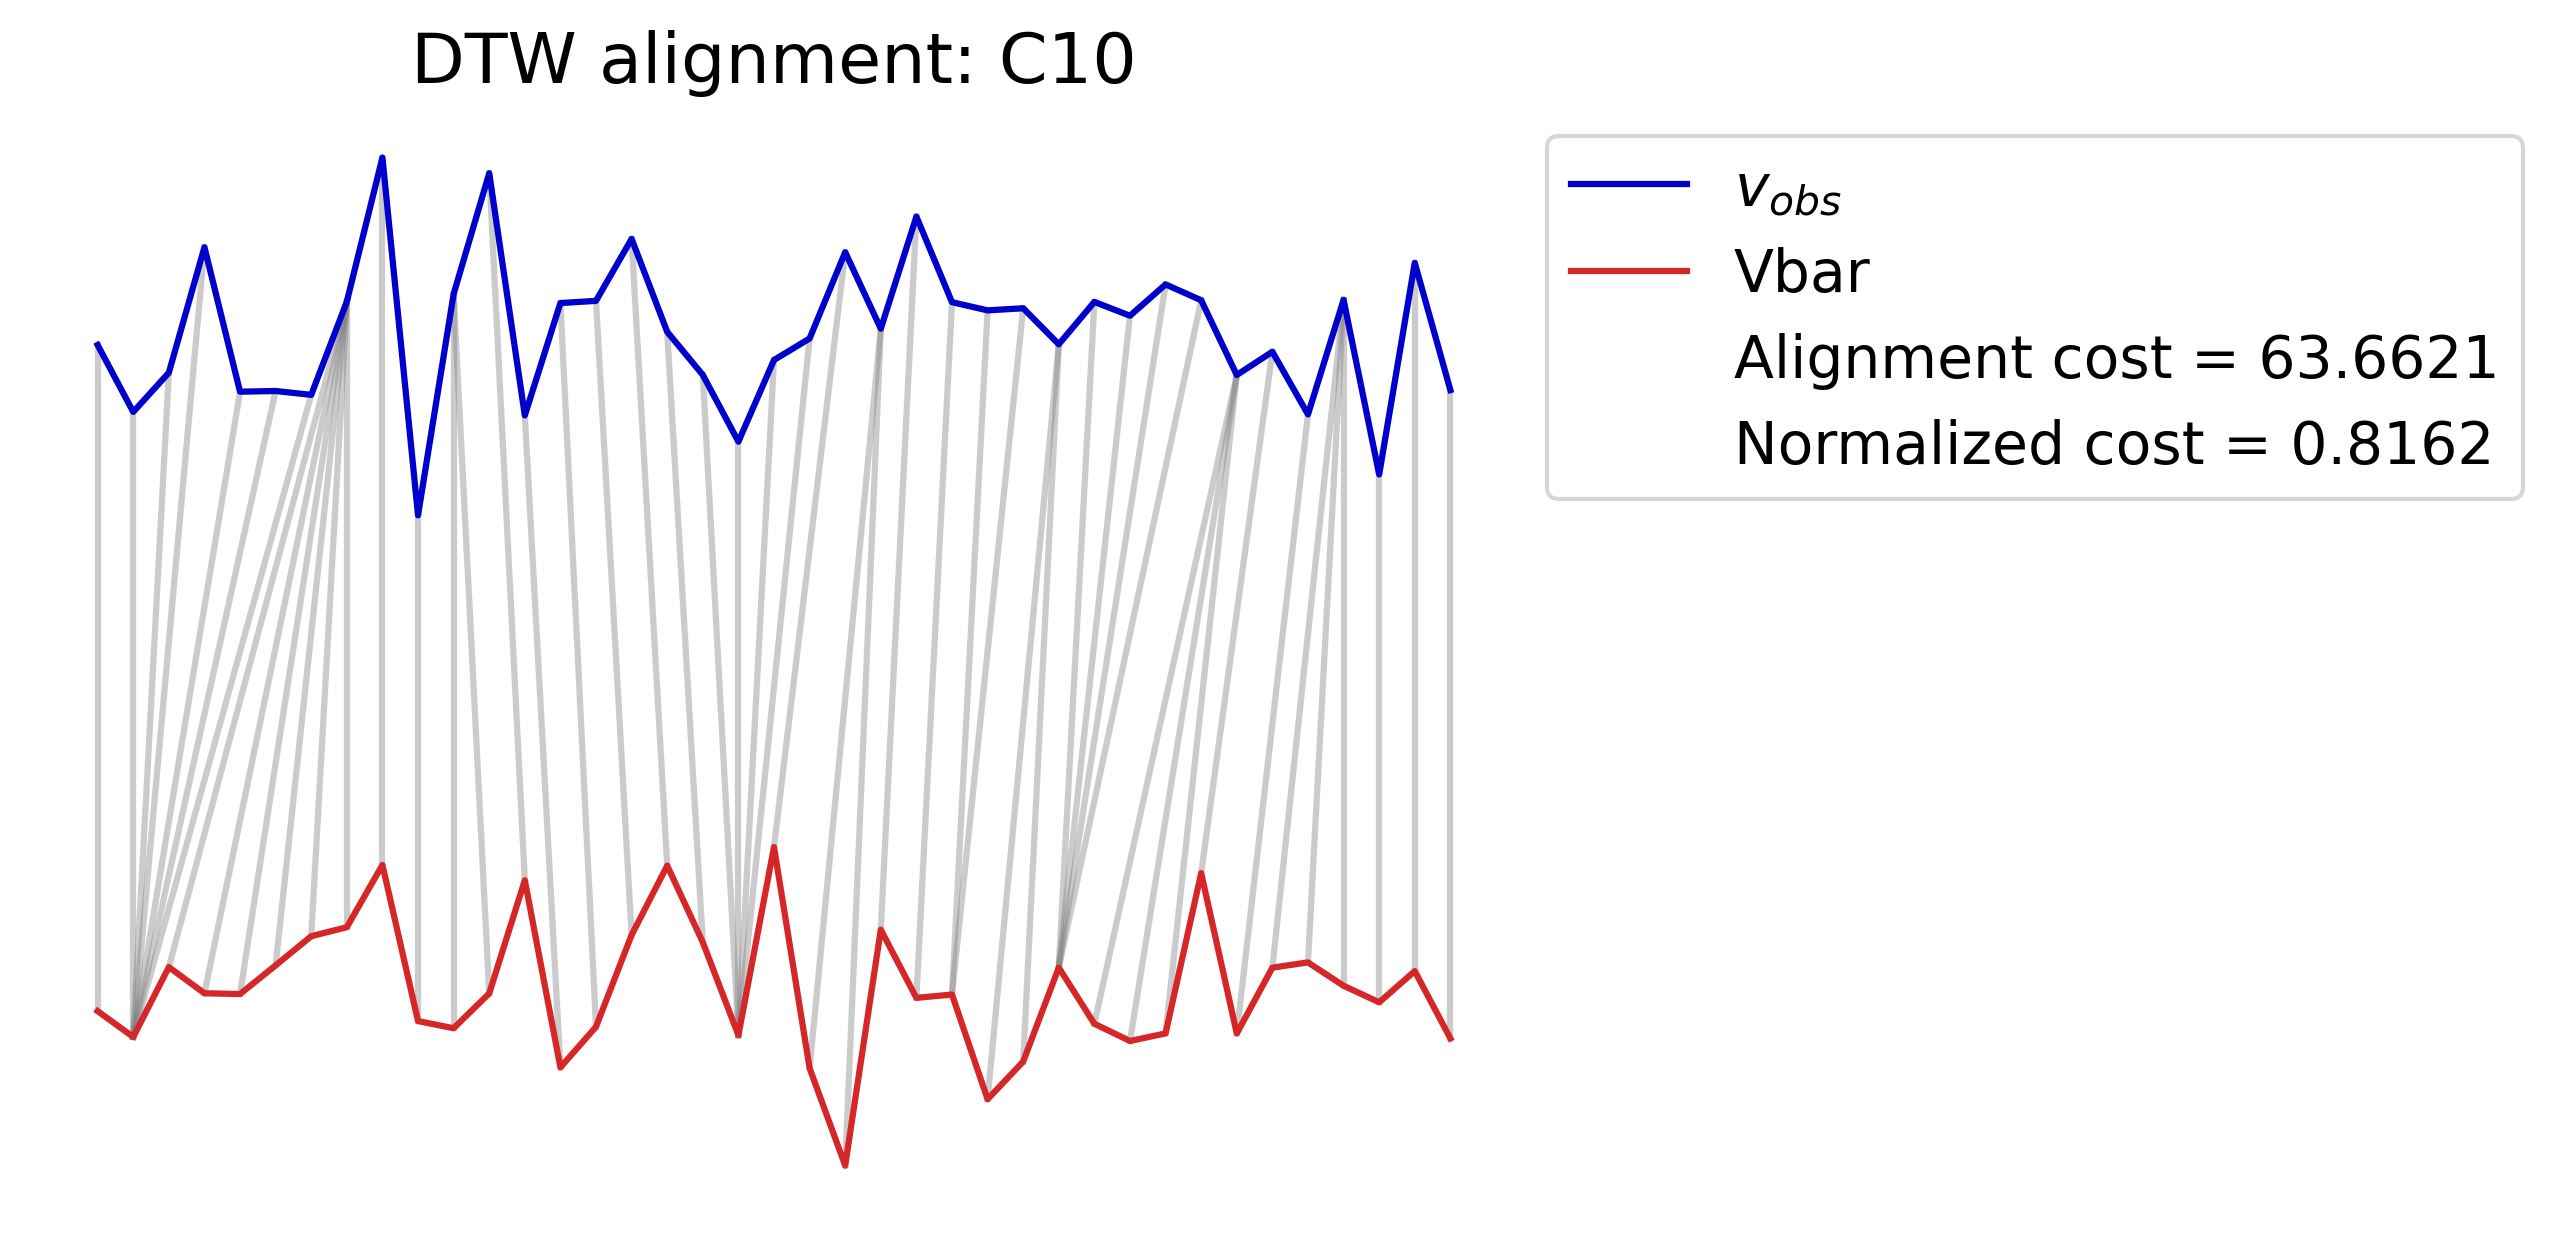 DTW alignment: C10
v_obs
Vbar
Alignment cost = 63.6621
Normalized cost = 0.8162